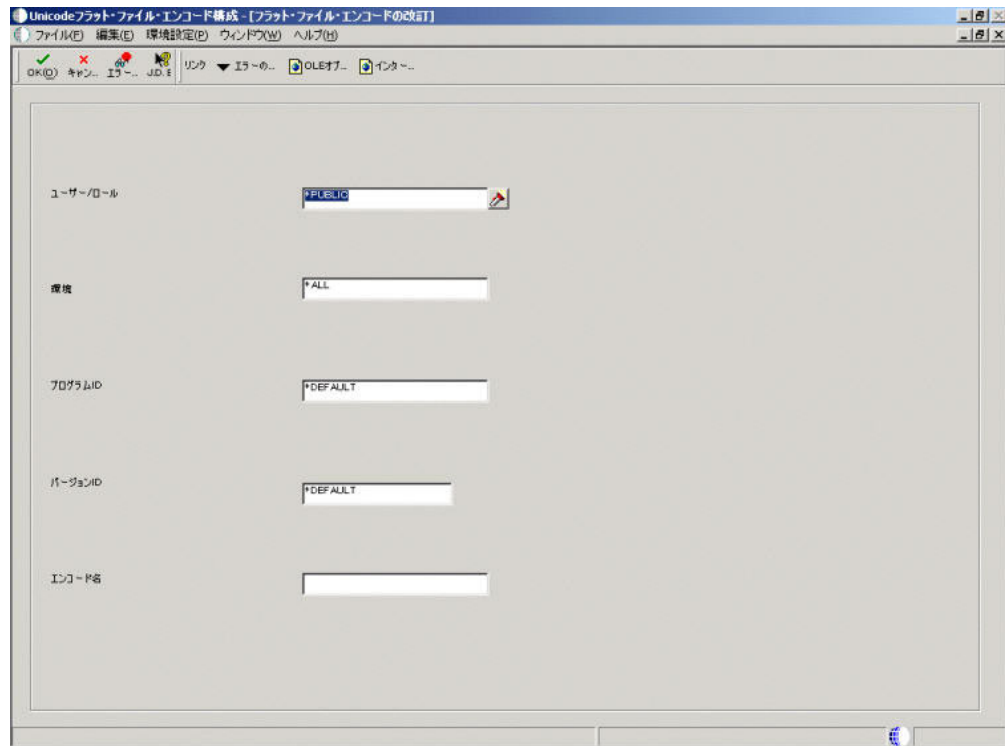 Unicodeフラット・ファイル・エンコード構成 - [フラット・ファイル・エンコードの改訂]
ファイル(F) 編集(E) 環境設定(P) ウィンドウ(W) ヘルプ(H)
OK(O) キャン... エラー... J.D.E リンク エラーの... OLEオブ... インター...
ユーザー/ロール *PUBLIC
環境 *ALL
プログラムID *DEFAULT
バージョンID *DEFAULT
エンコード名